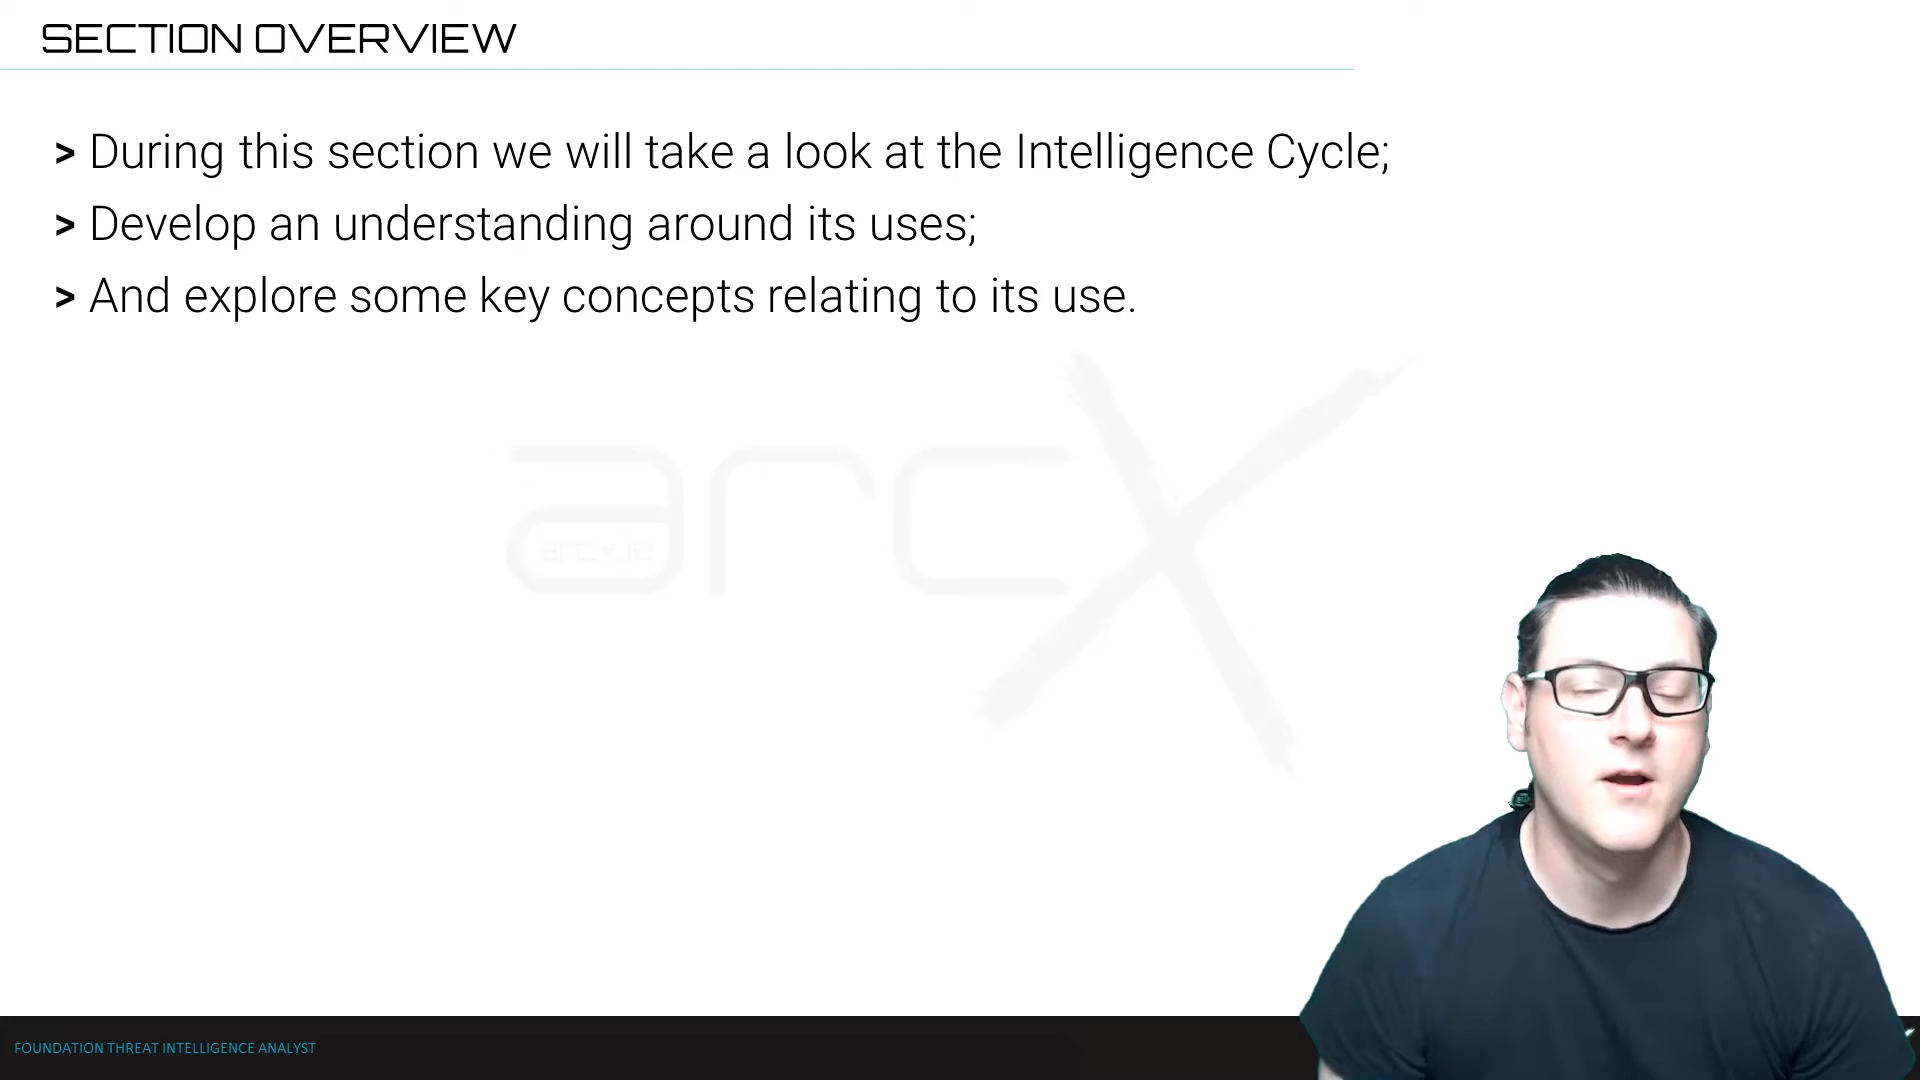 SECTION OVERVIEW
> During this section we will take a look at the Intelligence Cycle;
> Develop an understanding around its uses;
> And explore some key concepts relating to its use.
arcX
FOUNDATION THREAT INTELLIGENCE ANALYST